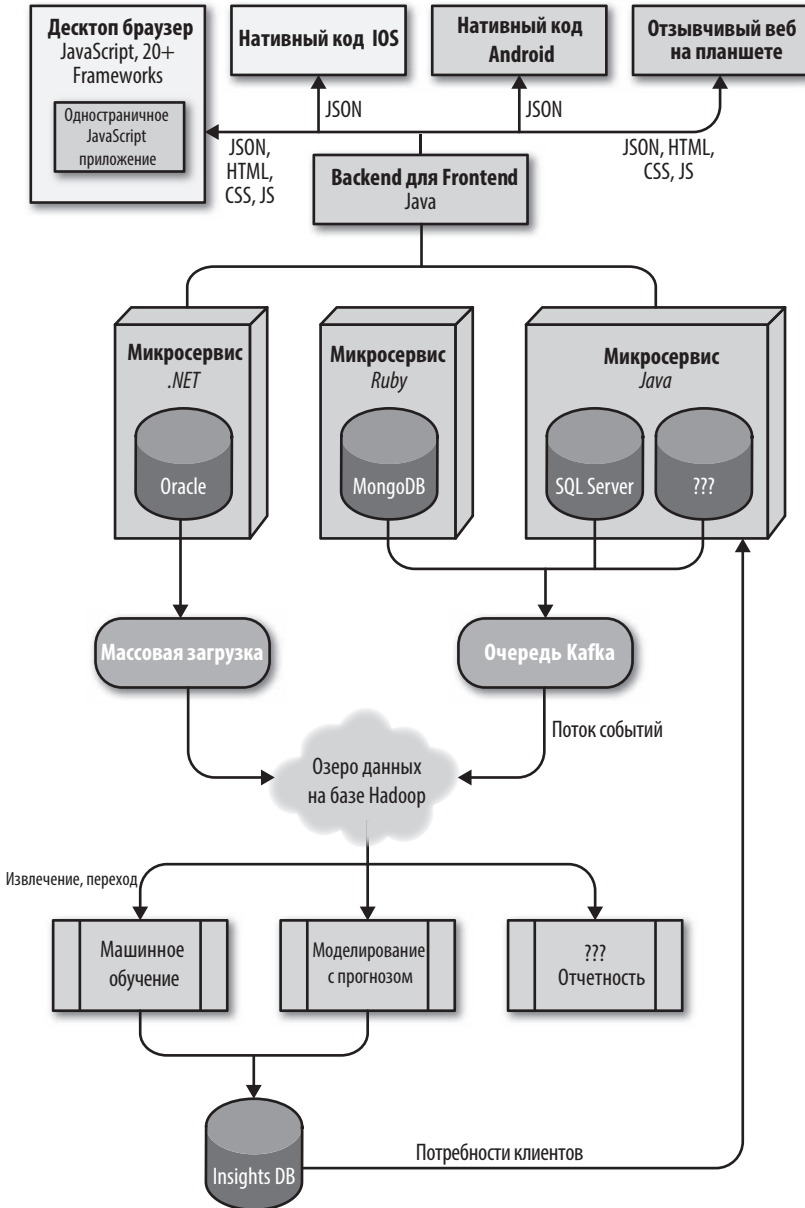 Десктоп браузер
JavaScript, 20+
Frameworks
Одностраничное
JavaScript
приложение
Нативный код IOS
Нативный код
Android
Отзывчивый веб
на планшете
JSON
JSON
JSON,
HTML,
CSS, JS
JSON, HTML,
CSS, JS
Backend для Frontend
Java
Микросервис
.NET
Oracle
Микросервис
Ruby
MongoDB
Микросервис
Java
SQL Server
???
Массовая загрузка
Очередь Kafka
Поток событий
Озеро данных
на базе Hadoop
Извлечение, переход
Машинное
обучение
Моделирование
с прогнозом
???
Отчетность
Insights DB
Потребности клиентов